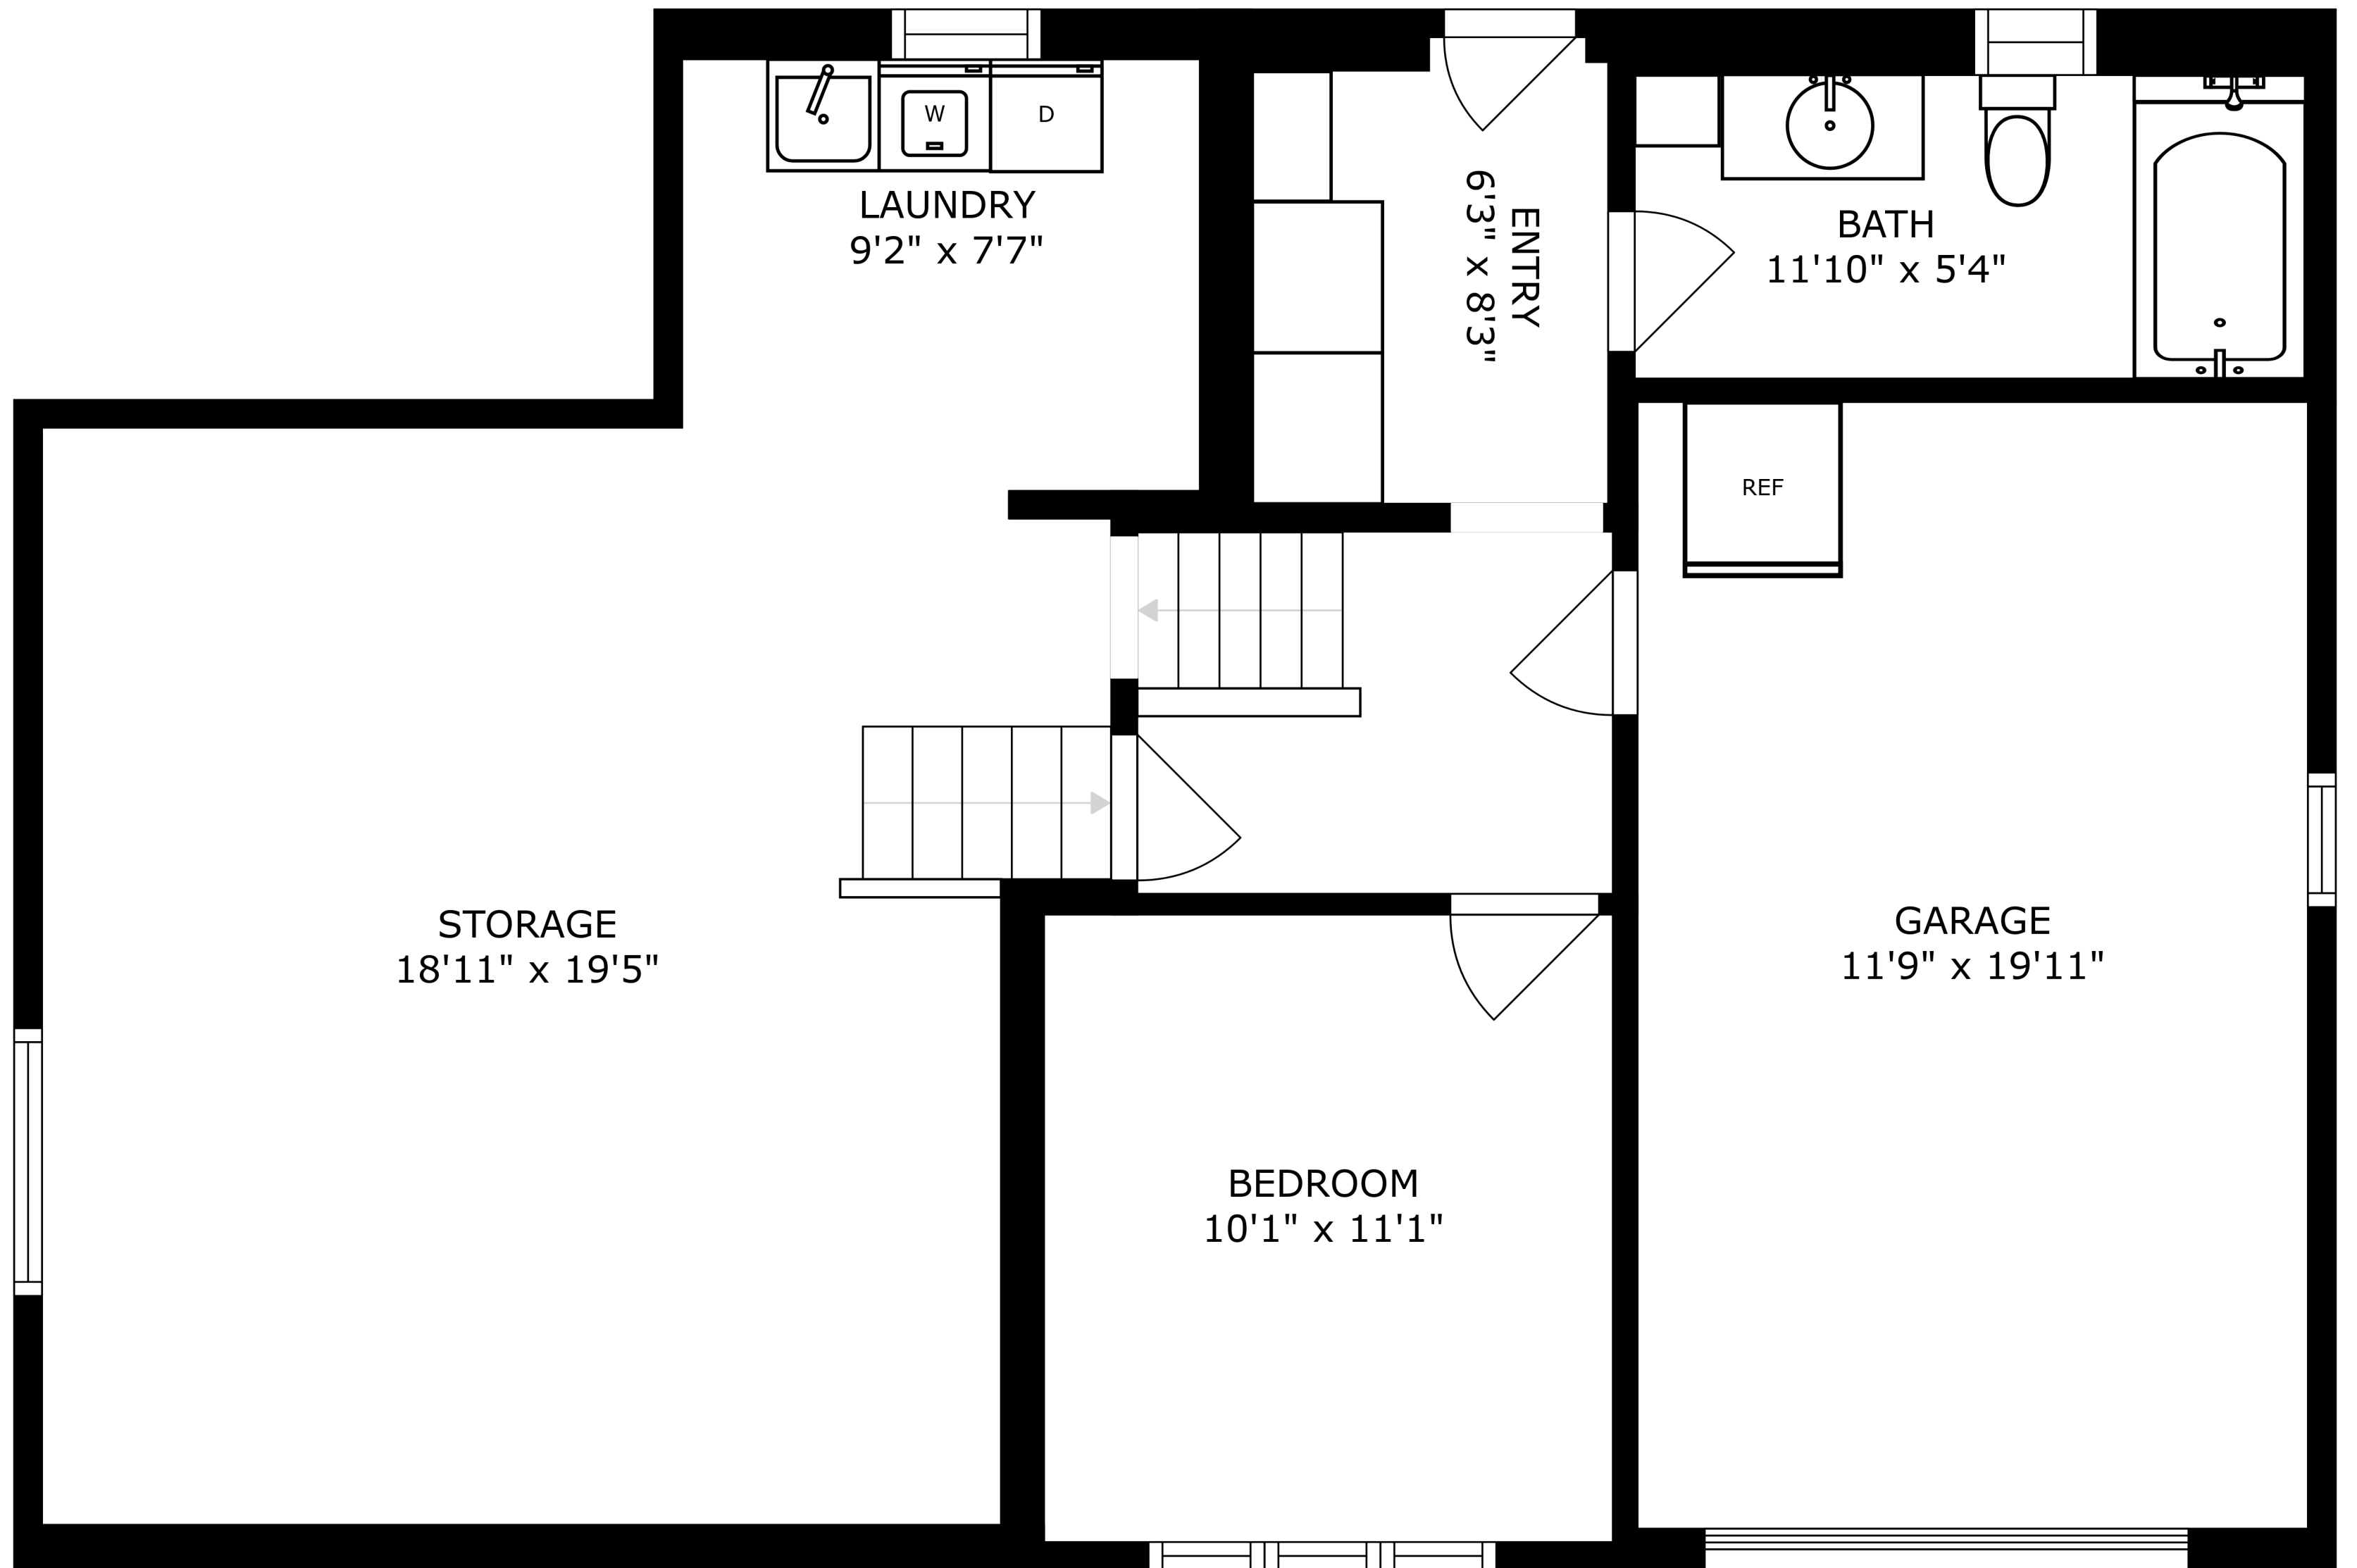 W
D
LAUNDRY
9'2" x 7'7"
ENTRY
6'3" x 8'3"
BATH
11'10" x 5'4"
REF
STORAGE
18'11" x 19'5"
GARAGE
11'9" x 19'11"
BEDROOM
10'1" x 11'1"